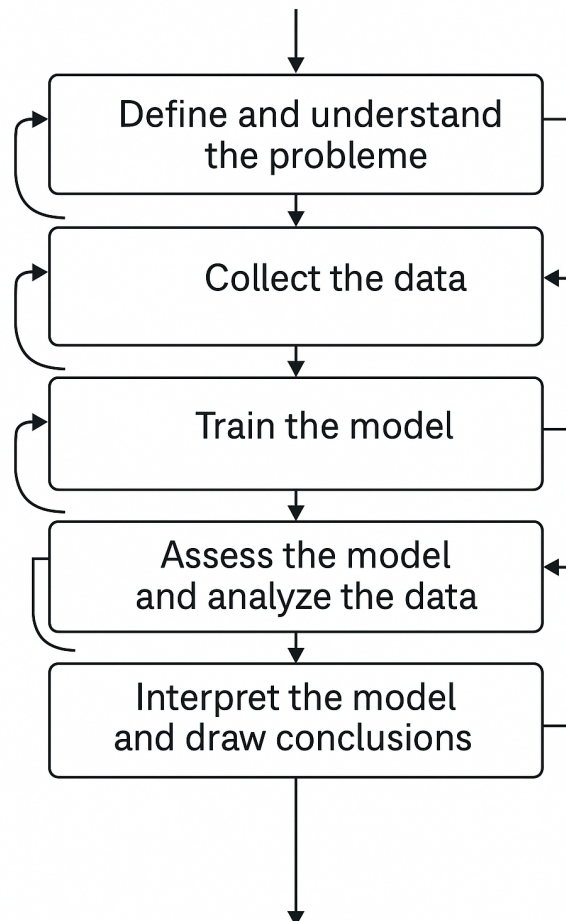 Define and understand
the probleme
Collect the data
Train the model
Assess the model
and analyze the data
Interpret the model
and draw conclusions